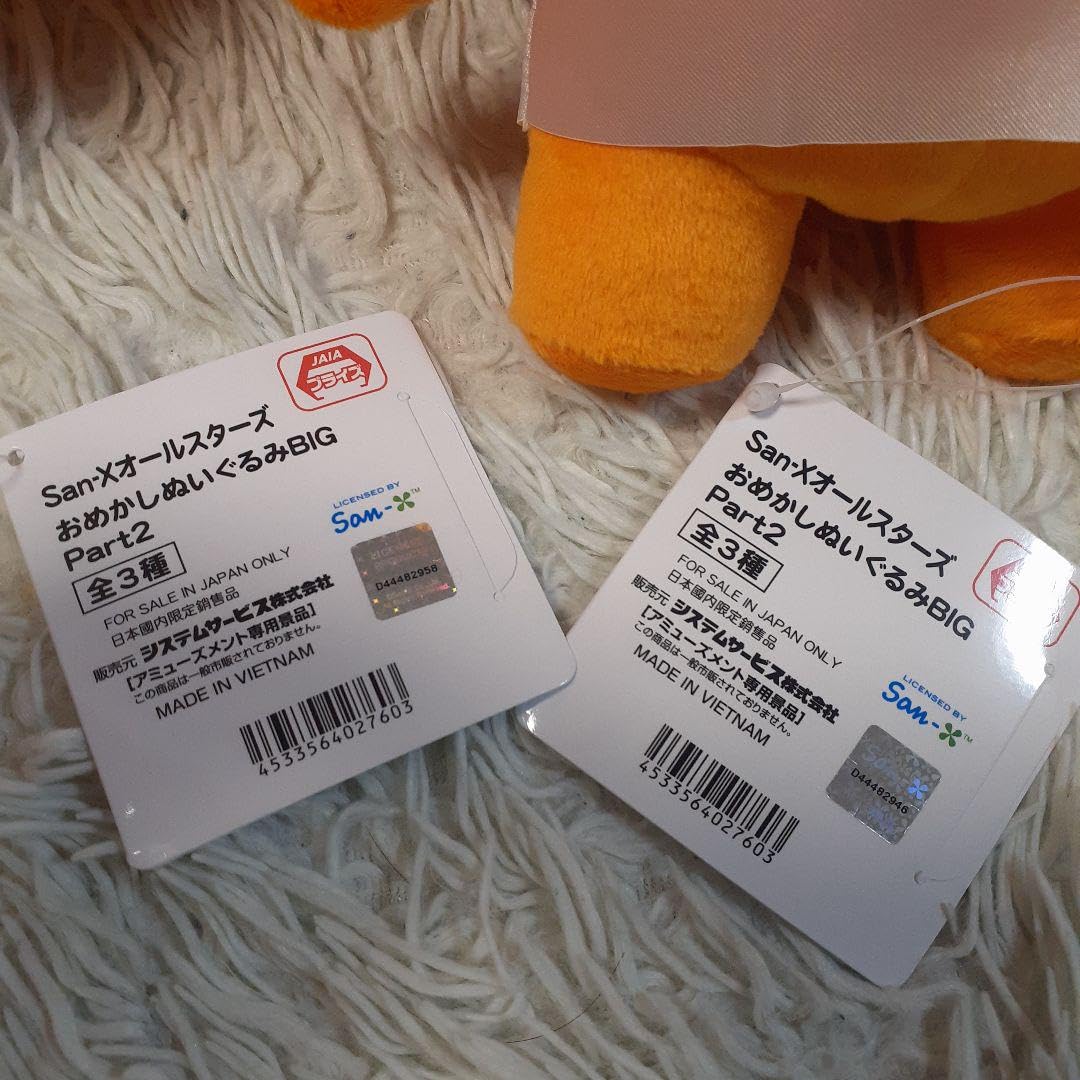 JAIA
プライズ
San-Xオールスターズ
おめかしぬいぐるみBIG
Part2
全3種
LICENSED BY
San-X™
D44482958
FOR SALE IN JAPAN ONLY
日本國内限定銷售品
販売元 システムサービス株式会社
[アミューズメント専用景品]
この商品は一般市販されておりません。
MADE IN VIETNAM
4533564027603
San-Xオールスターズ
おめかしぬいぐるみBIG
Part2
全3種
FOR SALE IN JAPAN ONLY
日本國内限定銷售品
販売元 システムサービス株式会社
[アミューズメント専用景品]
この商品は一般市販されておりません。
MADE IN VIETNAM
LICENSED BY
San-X™
D44482946
4533564027603